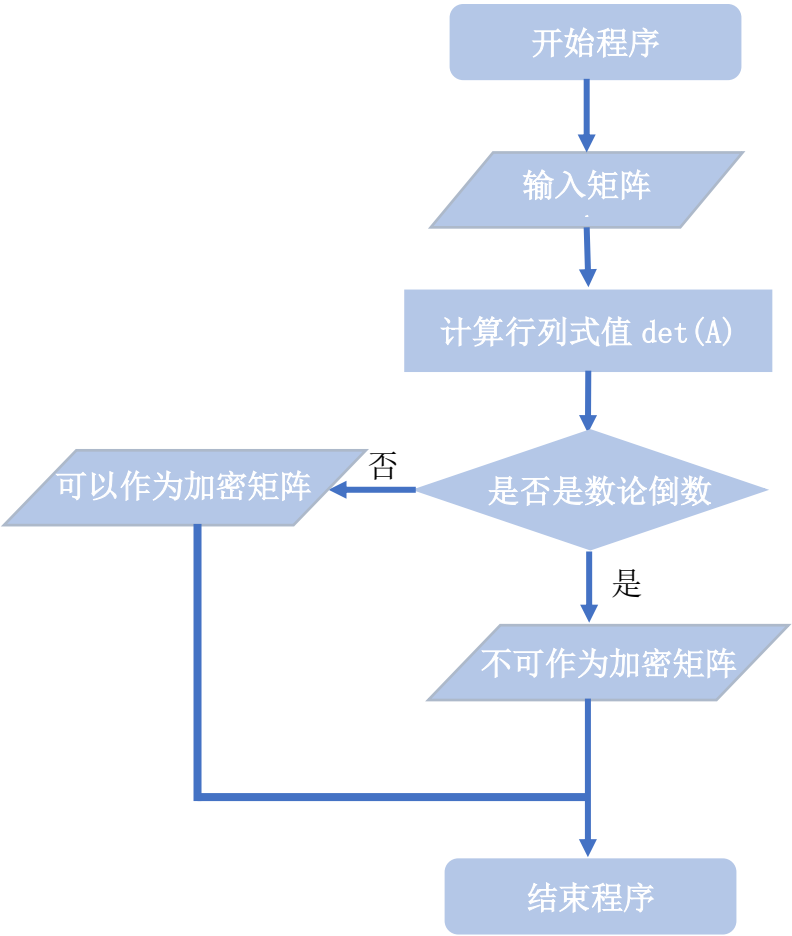 开始程序
输入矩阵
计算行列式值 det(A)
否
可以作为加密矩阵
是否是数论倒数
是
不可作为加密矩阵
结束程序